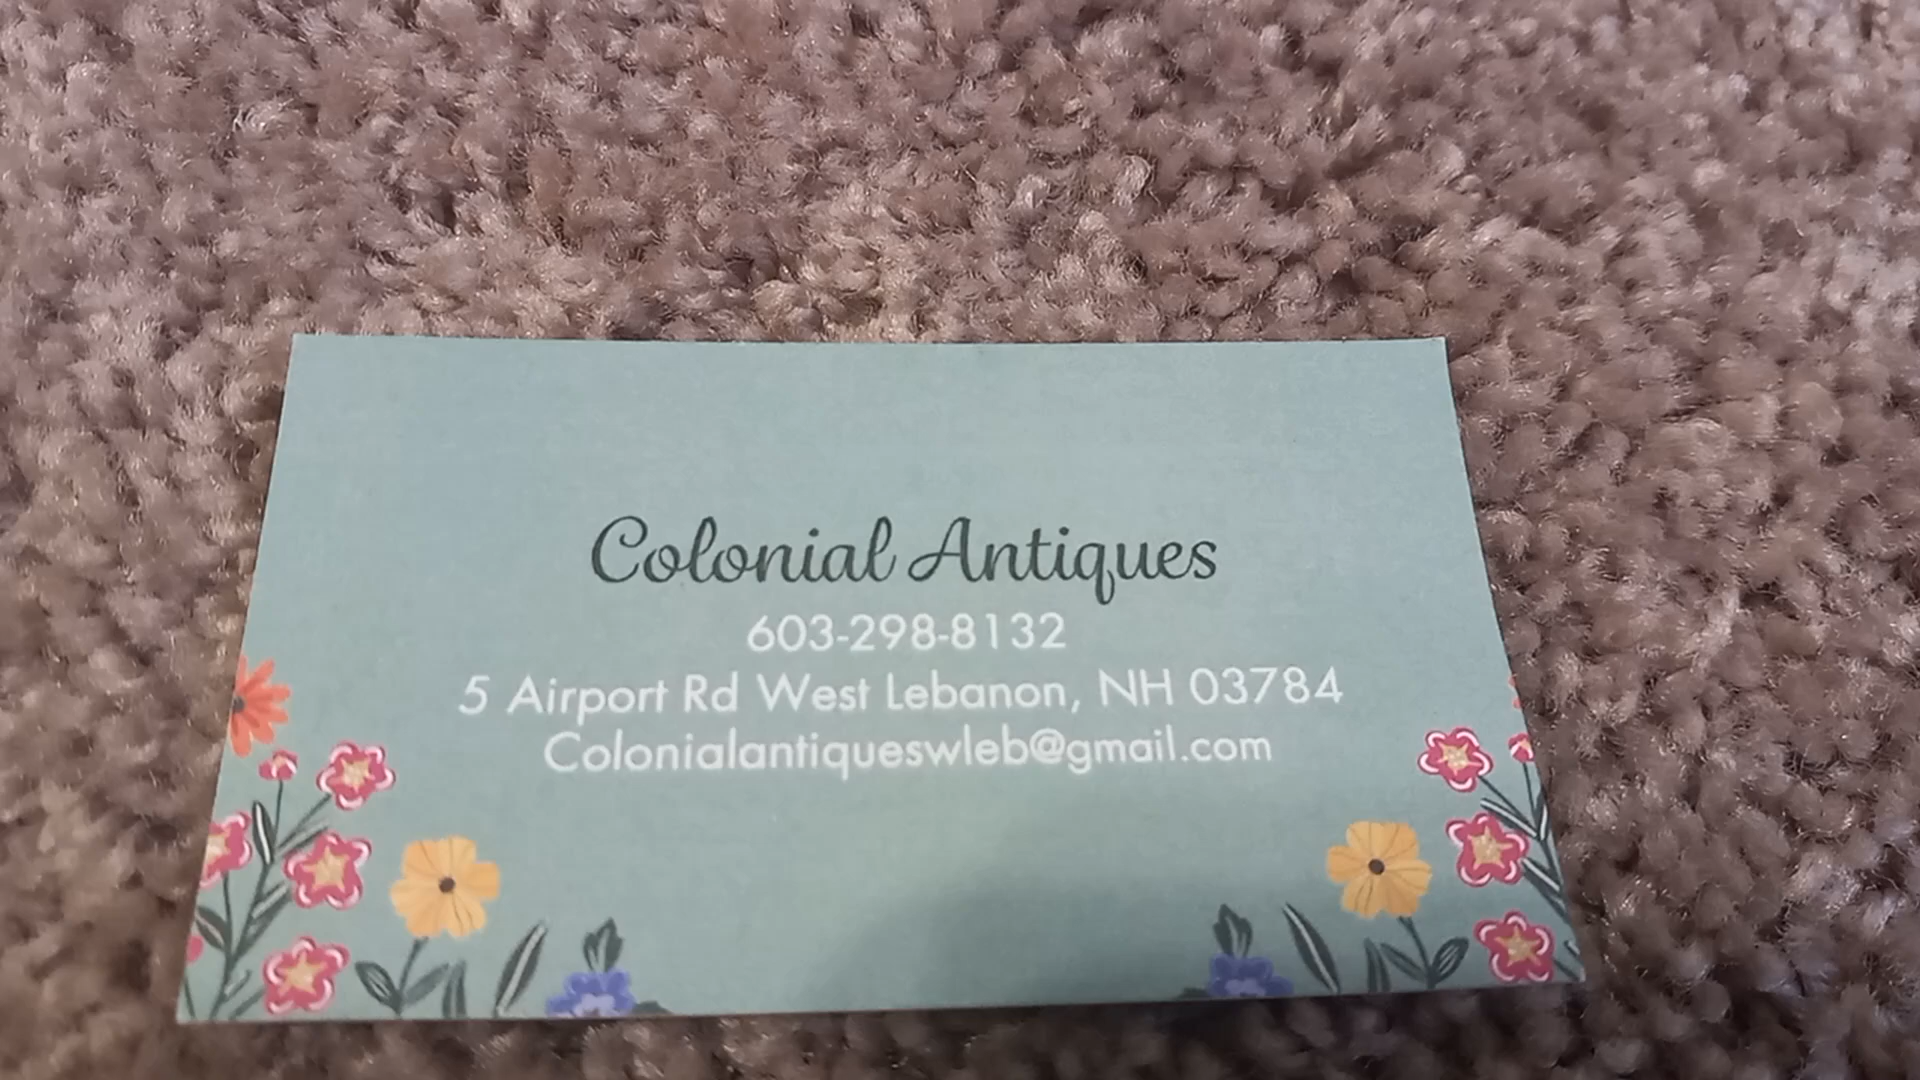 Colonial Antiques
603-298-8132
5 Airport Rd West Lebanon, NH 03784
Colonialantiqueswleb@gmail.com